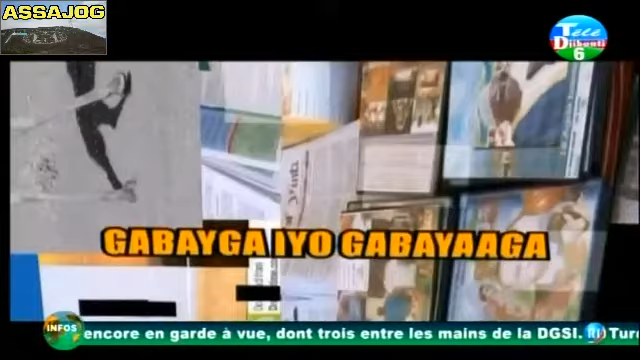 ASSAJOG
Télé
Djibouti
6
GABAYGA IYO GABAYAAGA
INFOS
encore en garde à vue, dont trois entre les mains de la DGSI.